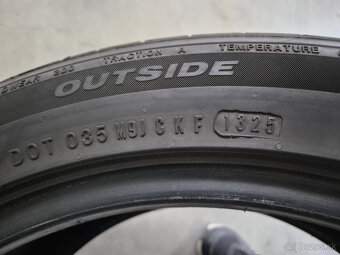 TRACTION A TEMPERATURE
OUTSIDE
DOT 035 M9J C K F 1325